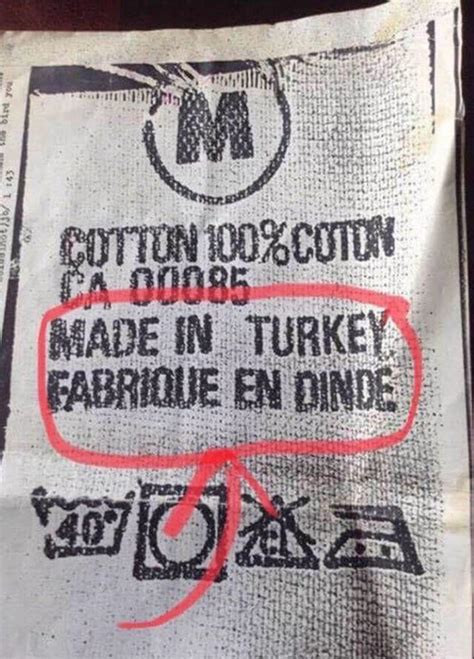 M
COTTON 100% COTON
CA 00085
MADE IN TURKEY
FABRIQUE EN DINDE
40°